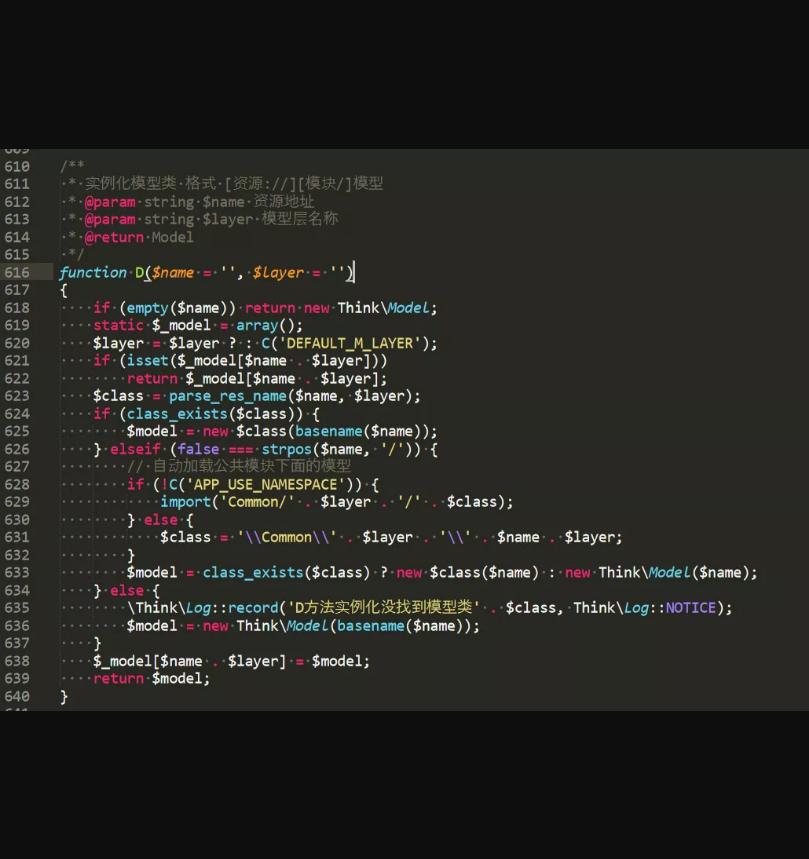 610 /**
611  * 实例化模型类 格式 [资源://][模块/]模型
612  * @param string $name 资源地址
613  * @param string $layer 模型层名称
614  * @return Model
615  */
616 function D($name = '', $layer = '')
617 {
618     if (empty($name)) return new Think\Model;
619     static $_model = array();
620     $layer = $layer ? : C('DEFAULT_M_LAYER');
621     if (isset($_model[$name . $layer]))
622         return $_model[$name . $layer];
623     $class = parse_res_name($name, $layer);
624     if (class_exists($class)) {
625         $model = new $class(basename($name));
626     } elseif (false === strpos($name, '/')) {
627         // 自动加载公共模块下面的模型
628         if (!C('APP_USE_NAMESPACE')) {
629             import('Common/' . $layer . '/' . $class);
630         } else {
631             $class = '\\Common\\' . $layer . '\\' . $name . $layer;
632         }
633         $model = class_exists($class) ? new $class($name) : new Think\Model($name);
634     } else {
635         \Think\Log::record('D方法实例化没找到模型类' . $class, Think\Log::NOTICE);
636         $model = new Think\Model(basename($name));
637     }
638     $_model[$name . $layer] = $model;
639     return $model;
640 }